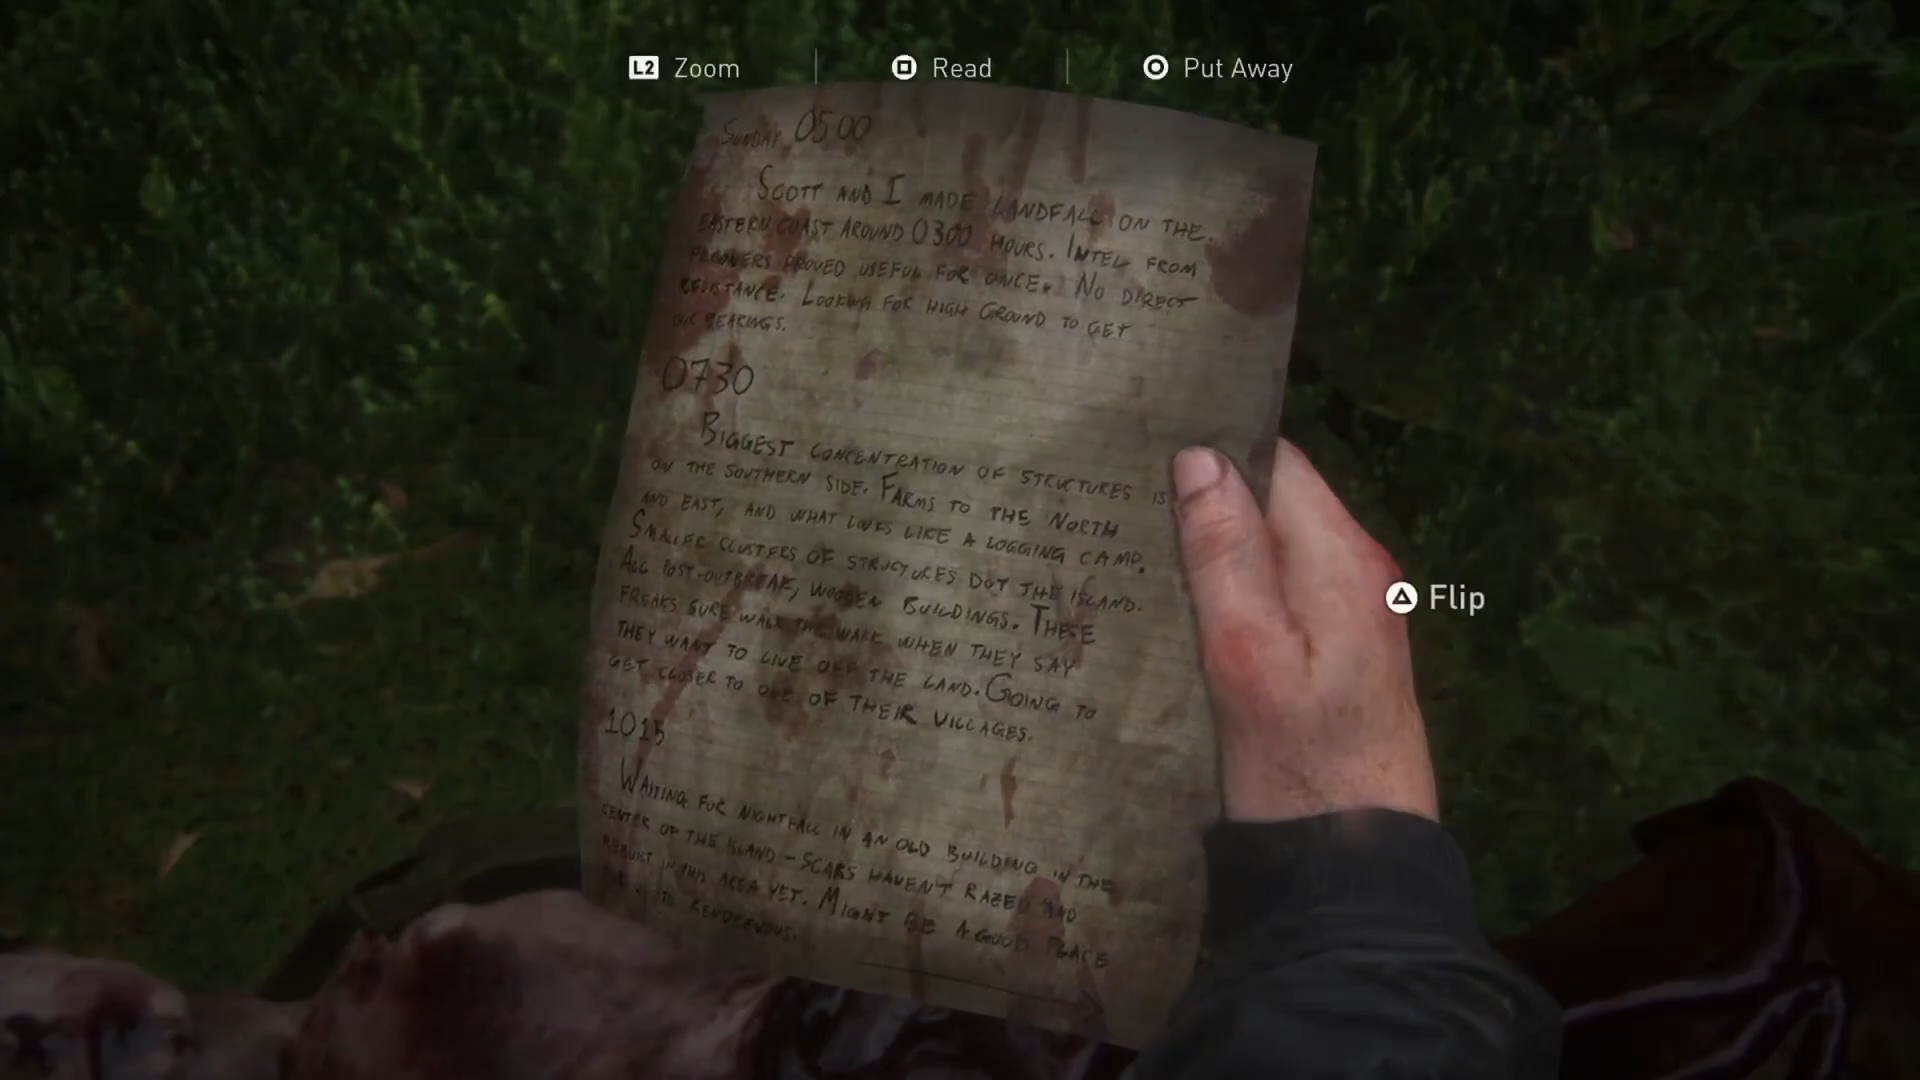 L2 Zoom
Read
Put Away
SUNDAY 0500
SCOTT AND I MADE LANDFALL ON THE
EASTERN COAST AROUND 0300 HOURS. INTEL FROM
PRISONERS PROVED USEFUL FOR ONCE. NO DIRECT
RESISTANCE. LOOKING FOR HIGH GROUND TO GET
OUR BEARINGS.
0730
BIGGEST CONCENTRATION OF STRUCTURES IS
ON THE SOUTHERN SIDE. FARMS TO THE NORTH
AND EAST, AND WHAT LOOKS LIKE A LOGGING CAMP.
SMALLER CLUSTERS OF STRUCTURES DOT THE ISLAND.
ALL POST-OUTBREAK, WOODEN BUILDINGS. THESE
FREAKS SURE WALK THE WALK WHEN THEY SAY
THEY WANT TO LIVE OFF THE LAND. GOING TO
GET CLOSER TO ONE OF THEIR VILLAGES.
1015
WAITING FOR NIGHTFALL IN AN OLD BUILDING IN THE
CENTER OF THE ISLAND - SCARS HAVEN'T RAZED AND
REBUILT IN THIS AREA YET. MIGHT BE A GOOD PLACE
FOR US TO RENDEZVOUS.
Flip